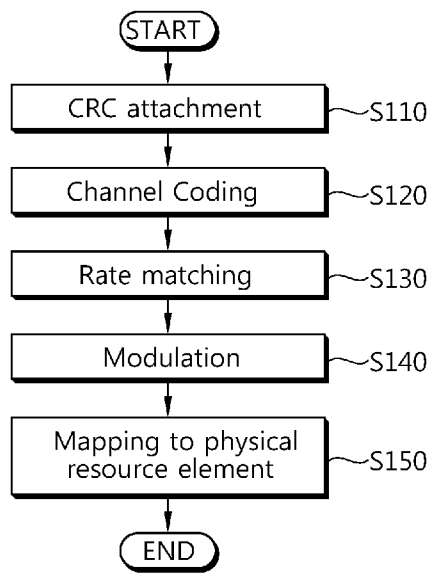 START
CRC attachment
S110
Channel Coding
S120
Rate matching
S130
Modulation
S140
Mapping to physical
resource element
S150
END